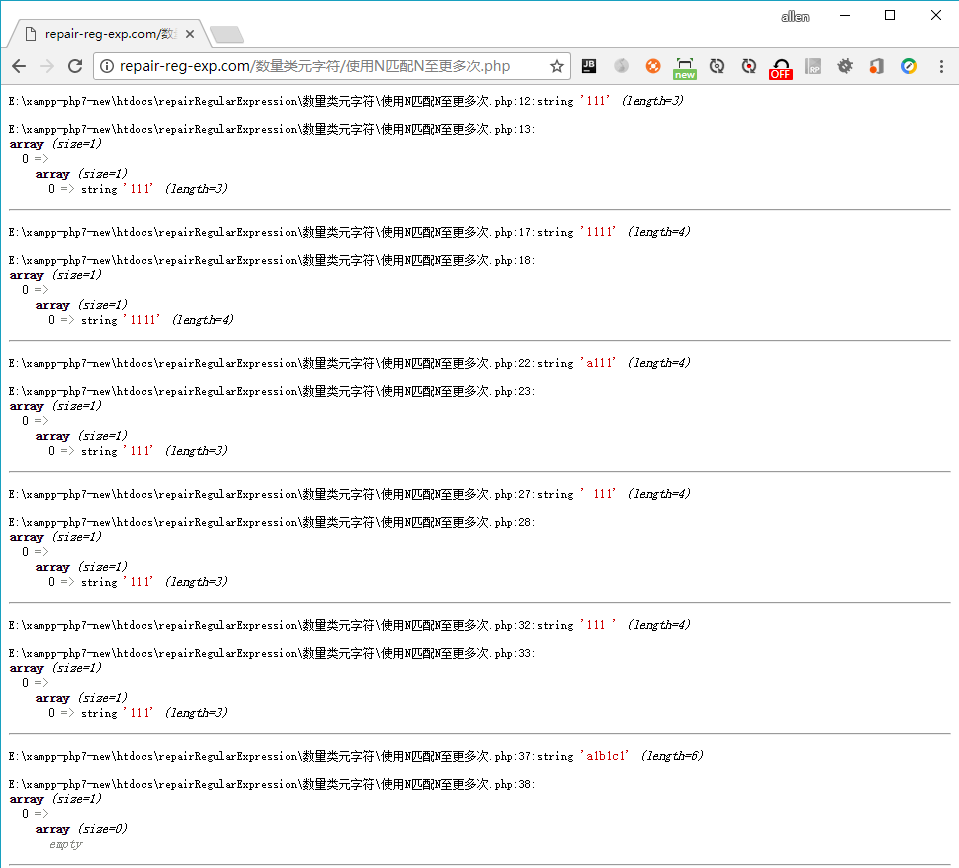 allen
repair-reg-exp.com/数
repair-reg-exp.com/数量类元字符/使用N匹配N至更多次.php
JB
new
OFF
RP
E:\xampp-php7-new\htdocs\repairRegularExpression\数量类元字符\使用N匹配N至更多次.php:12:string '111' (length=3)
E:\xampp-php7-new\htdocs\repairRegularExpression\数量类元字符\使用N匹配N至更多次.php:13:
array (size=1)
0 =>
array (size=1)
0 => string '111' (length=3)
E:\xampp-php7-new\htdocs\repairRegularExpression\数量类元字符\使用N匹配N至更多次.php:17:string '1111' (length=4)
E:\xampp-php7-new\htdocs\repairRegularExpression\数量类元字符\使用N匹配N至更多次.php:18:
array (size=1)
0 =>
array (size=1)
0 => string '1111' (length=4)
E:\xampp-php7-new\htdocs\repairRegularExpression\数量类元字符\使用N匹配N至更多次.php:22:string 'a111' (length=4)
E:\xampp-php7-new\htdocs\repairRegularExpression\数量类元字符\使用N匹配N至更多次.php:23:
array (size=1)
0 =>
array (size=1)
0 => string '111' (length=3)
E:\xampp-php7-new\htdocs\repairRegularExpression\数量类元字符\使用N匹配N至更多次.php:27:string ' 111' (length=4)
E:\xampp-php7-new\htdocs\repairRegularExpression\数量类元字符\使用N匹配N至更多次.php:28:
array (size=1)
0 =>
array (size=1)
0 => string '111' (length=3)
E:\xampp-php7-new\htdocs\repairRegularExpression\数量类元字符\使用N匹配N至更多次.php:32:string '111 ' (length=4)
E:\xampp-php7-new\htdocs\repairRegularExpression\数量类元字符\使用N匹配N至更多次.php:33:
array (size=1)
0 =>
array (size=1)
0 => string '111' (length=3)
E:\xampp-php7-new\htdocs\repairRegularExpression\数量类元字符\使用N匹配N至更多次.php:37:string 'a1b1c1' (length=6)
E:\xampp-php7-new\htdocs\repairRegularExpression\数量类元字符\使用N匹配N至更多次.php:38:
array (size=1)
0 =>
array (size=0)
empty